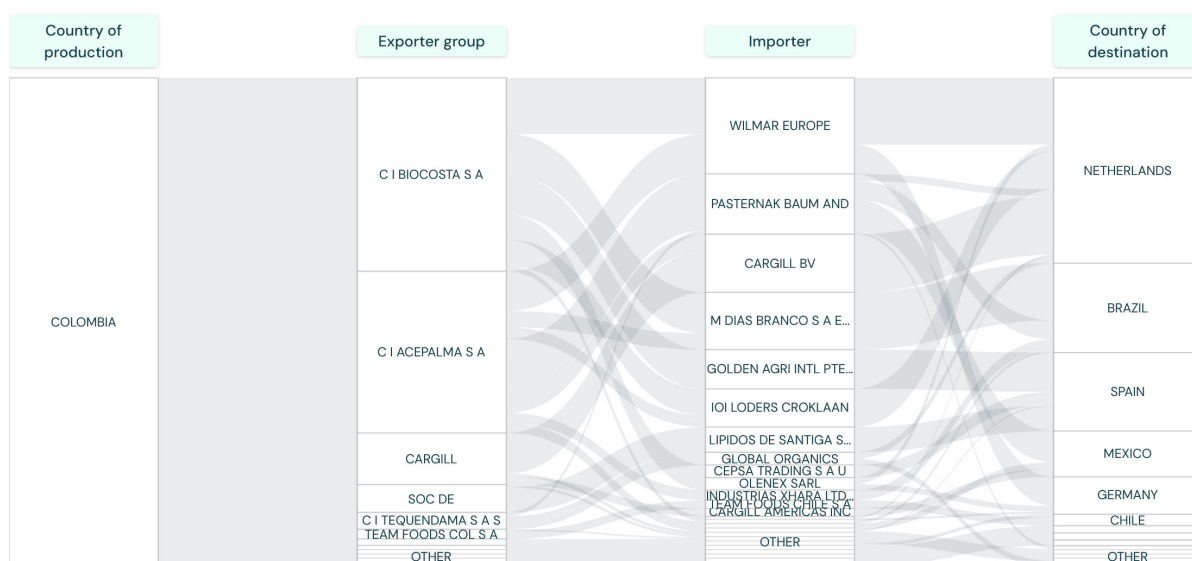 Country of
production
Exporter group
Importer
Country of
destination
COLOMBIA
C I BIOCOSTA S A
C I ACEPALMA S A
CARGILL
SOC DE
C I TEQUENDAMA S A S
TEAM FOODS COL S A
OTHER
WILMAR EUROPE
PASTERNAK BAUM AND
CARGILL BV
M DIAS BRANCO S A E...
GOLDEN AGRI INTL PTE...
IOI LODERS CROKLAAN
LIPIDOS DE SANTIGA S...
GLOBAL ORGANICS
CEPSA TRADING S A U
OLENEX SARL
INDUSTRIAS XHARA LTD...
TEAM FOODS CHILE S A
CARGILL AMERICAS INC
OTHER
NETHERLANDS
BRAZIL
SPAIN
MEXICO
GERMANY
CHILE
OTHER